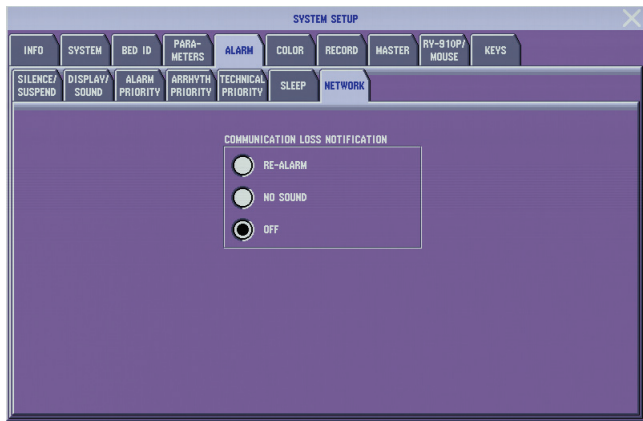 SYSTEM SETUP
INFO SYSTEM BED ID PARA-
METERS ALARM COLOR RECORD MASTER RY-910P/
MOUSE KEYS
SILENCE/
SUSPEND DISPLAY/
SOUND ALARM
PRIORITY ARRHYTH
PRIORITY TECHNICAL
PRIORITY SLEEP NETWORK
COMMUNICATION LOSS NOTIFICATION
RE-ALARM
NO SOUND
OFF